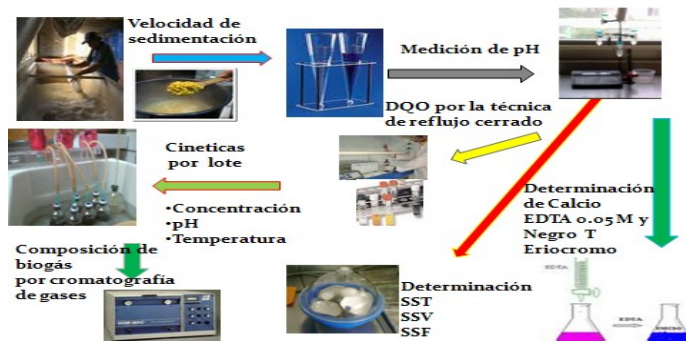 Velocidad de
sedimentación
Medición de pH
DQO por la técnica
de reflujo cerrado
Cineticas
por lote
•Concentración
•pH
•Temperatura
Determinación
de Calcio
EDTA 0.05 M y
Negro T
Eriocromo
Composición de
biogás
por cromatografía
de gases
Determinación
SST
SSV
SSF
EDTA
EDTA